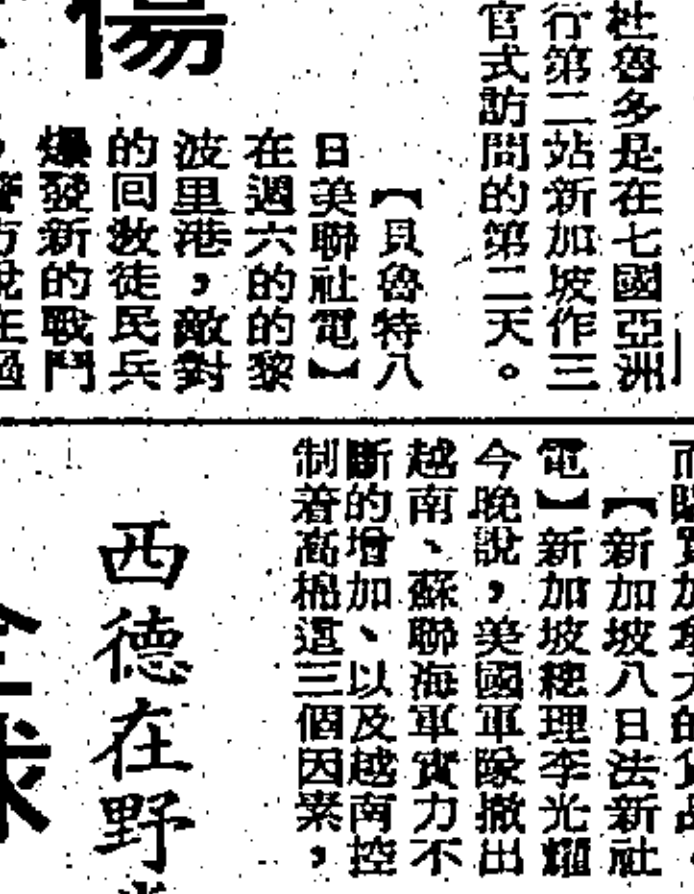 杜魯多是在七國亞洲
行第二站新加坡作三
官式訪問的第二天。
傷
【貝魯特八
日美聯社電】
在週六的的黎
波里港，敵對
的回教徒民兵
爆發新的戰鬥
【新加坡八日法新社
電】新加坡總理李光耀
今晚說，美國軍隊撤出
越南、蘇聯海軍實力不
斷的增加、以及越南控
制着高棉這三個因素，
西德在野